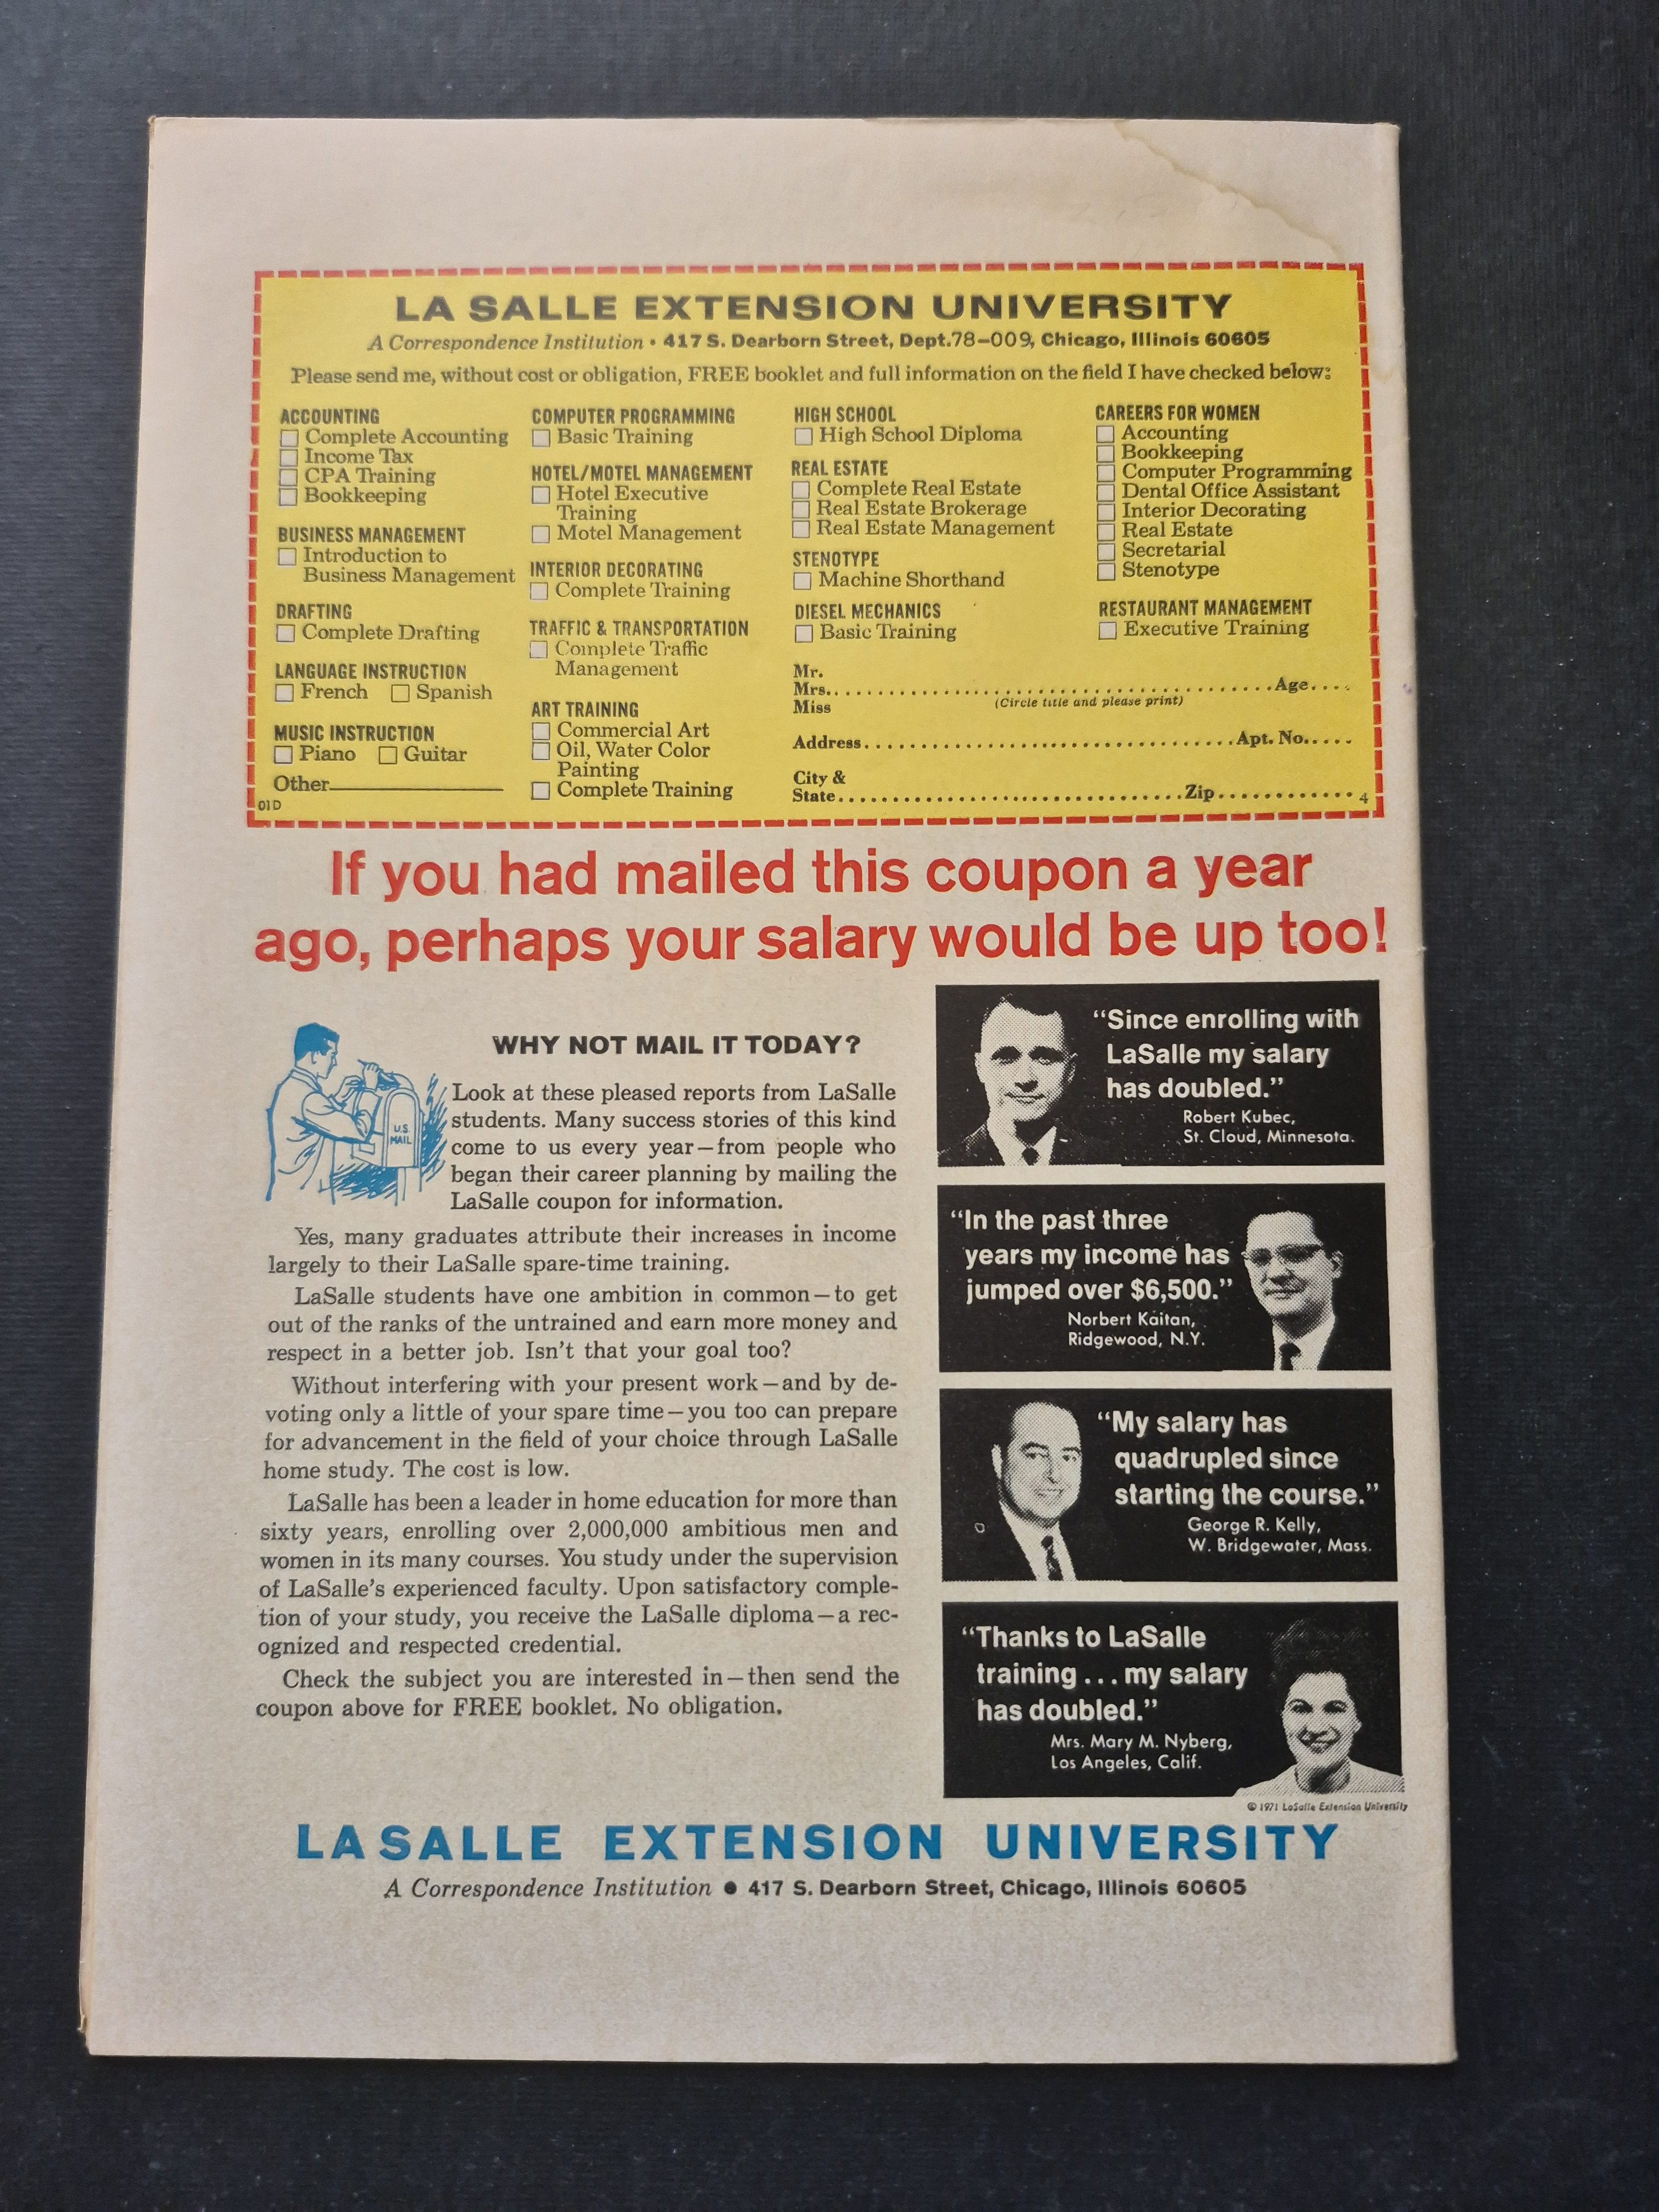 LA SALLE EXTENSION UNIVERSITY
A Correspondence Institution • 417 S. Dearborn Street, Dept. 78-009, Chicago, Illinois 60605
Please send me, without cost or obligation, FREE booklet and full information on the field I have checked below:
ACCOUNTING
Complete Accounting
Income Tax
CPA Training
Bookkeeping
BUSINESS MANAGEMENT
Introduction to
Business Management
DRAFTING
Complete Drafting
LANGUAGE INSTRUCTION
French Spanish
MUSIC INSTRUCTION
Piano Guitar
Other
01D
COMPUTER PROGRAMMING
Basic Training
HOTEL/MOTEL MANAGEMENT
Hotel Executive
Training
Motel Management
INTERIOR DECORATING
Complete Training
TRAFFIC & TRANSPORTATION
Complete Traffic
Management
ART TRAINING
Commercial Art
Oil, Water Color
Painting
Complete Training
HIGH SCHOOL
High School Diploma
REAL ESTATE
Complete Real Estate
Real Estate Brokerage
Real Estate Management
STENOTYPE
Machine Shorthand
DIESEL MECHANICS
Basic Training
CAREERS FOR WOMEN
Accounting
Bookkeeping
Computer Programming
Dental Office Assistant
Interior Decorating
Real Estate
Secretarial
Stenotype
RESTAURANT MANAGEMENT
Executive Training
Mr.
Mrs. Age
Miss (Circle title and please print)
Address Apt. No.
City &
State Zip 4
If you had mailed this coupon a year
ago, perhaps your salary would be up too!
U.S.
MAIL
WHY NOT MAIL IT TODAY?
Look at these pleased reports from LaSalle
students. Many success stories of this kind
come to us every year—from people who
began their career planning by mailing the
LaSalle coupon for information.
Yes, many graduates attribute their increases in income
largely to their LaSalle spare-time training.
LaSalle students have one ambition in common—to get
out of the ranks of the untrained and earn more money and
respect in a better job. Isn't that your goal too?
Without interfering with your present work—and by de-
voting only a little of your spare time—you too can prepare
for advancement in the field of your choice through LaSalle
home study. The cost is low.
LaSalle has been a leader in home education for more than
sixty years, enrolling over 2,000,000 ambitious men and
women in its many courses. You study under the supervision
of LaSalle's experienced faculty. Upon satisfactory comple-
tion of your study, you receive the LaSalle diploma—a rec-
ognized and respected credential.
Check the subject you are interested in—then send the
coupon above for FREE booklet. No obligation.
"Since enrolling with
LaSalle my salary
has doubled."
Robert Kubec,
St. Cloud, Minnesota.
"In the past three
years my income has
jumped over $6,500."
Norbert Kaitan,
Ridgewood, N.Y.
"My salary has
quadrupled since
starting the course."
George R. Kelly,
W. Bridgewater, Mass.
"Thanks to LaSalle
training ... my salary
has doubled."
Mrs. Mary M. Nyberg,
Los Angeles, Calif.
© 1971 LaSalle Extension University
LASALLE EXTENSION UNIVERSITY
A Correspondence Institution • 417 S. Dearborn Street, Chicago, Illinois 60605